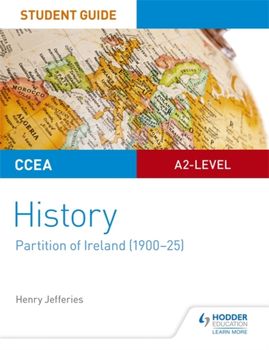 STUDENT GUIDE
CCEA
A2-LEVEL
History
Partition of Ireland (1900–25)
Henry Jefferies
HODDER
EDUCATION
LEARN MORE